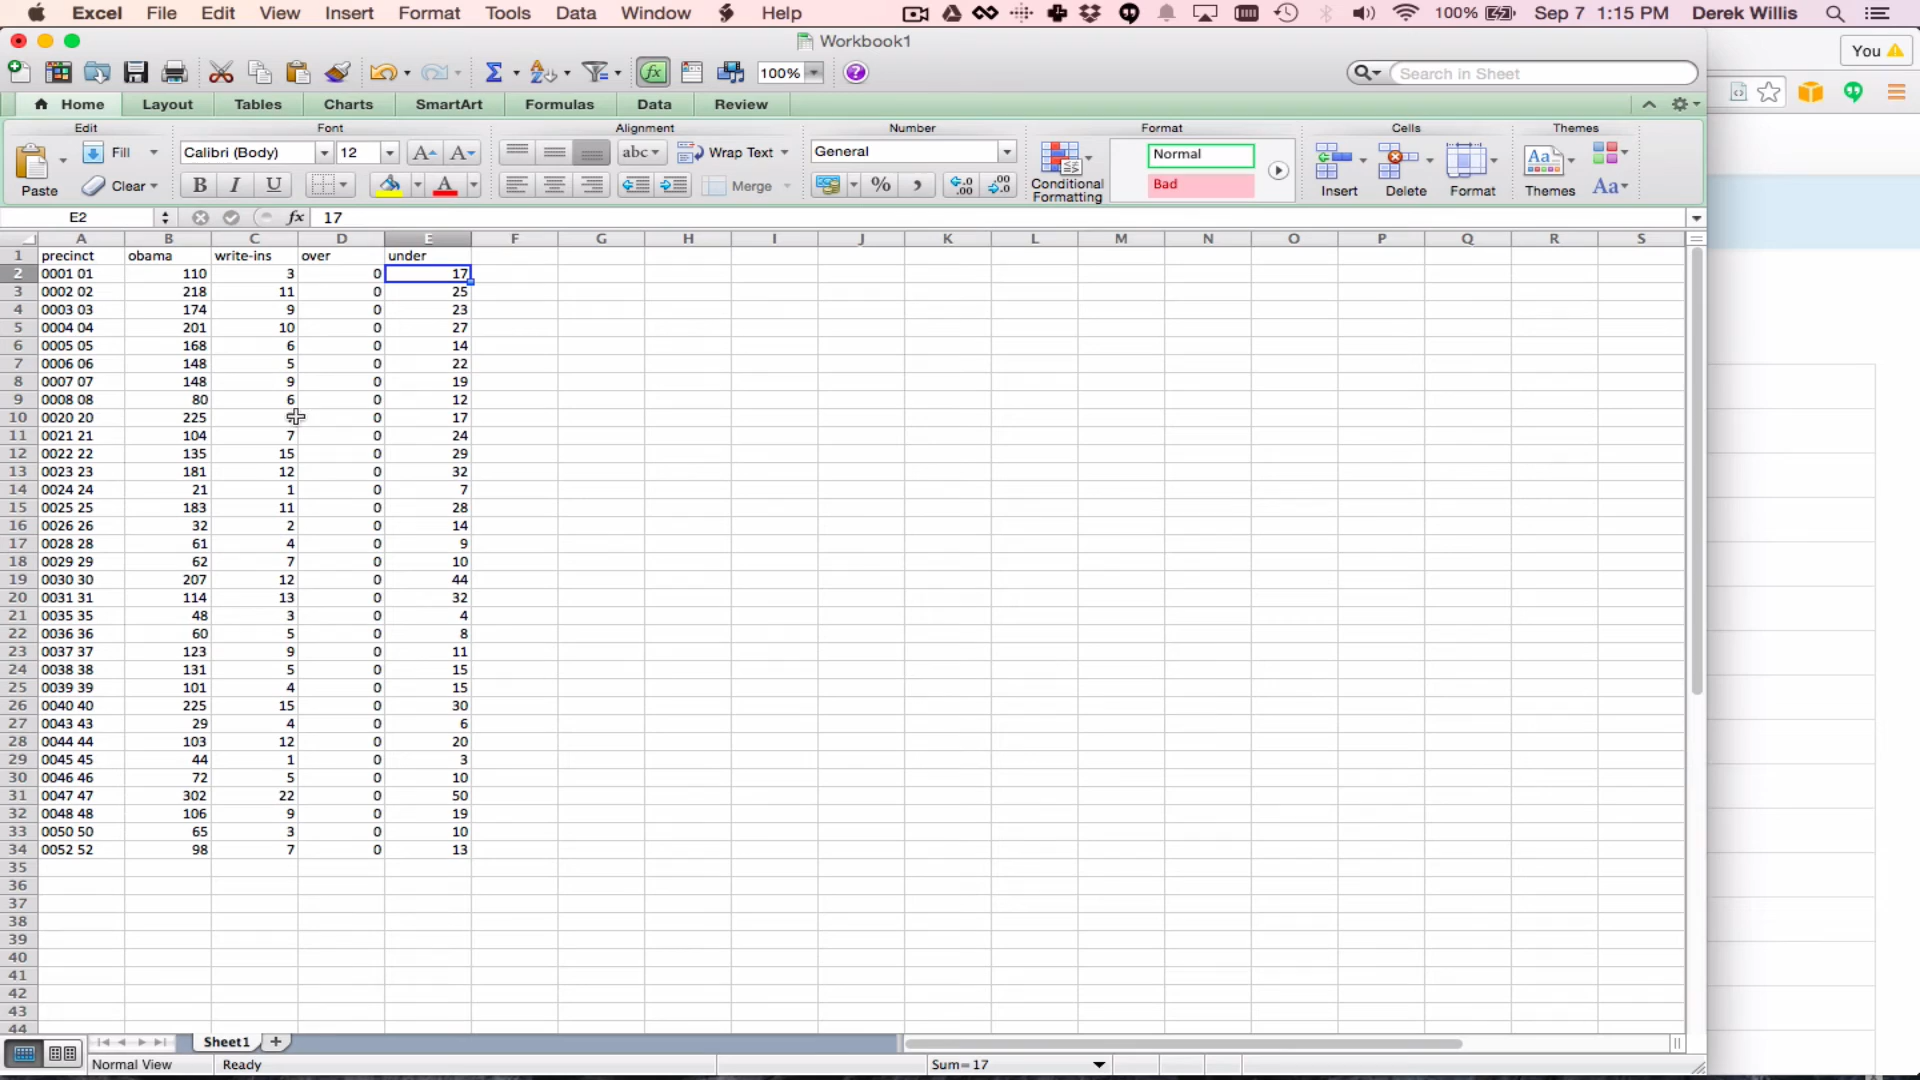 Excel File Edit View Insert Format Tools Data Window Help 100% Sep 7 1:15 PM Derek Willis
Workbook1
You
100% Search in Sheet
Home Layout Tables Charts SmartArt Formulas Data Review
Edit Font Alignment Number Format Cells Themes
Fill Calibri (Body) 12 abc Wrap Text General Normal
Paste Clear B I U Merge % Conditional Formatting Bad Insert Delete Format Themes Aa
E2 fx 17
A B C D E F G H I J K L M N O P Q R S
1 precinct obama write-ins over under
2 0001 01 110 3 0 17
3 0002 02 218 11 0 25
4 0003 03 174 9 0 23
5 0004 04 201 10 0 27
6 0005 05 168 6 0 14
7 0006 06 148 5 0 22
8 0007 07 148 9 0 19
9 0008 08 80 6 0 12
10 0020 20 225 0 17
11 0021 21 104 7 0 24
12 0022 22 135 15 0 29
13 0023 23 181 12 0 32
14 0024 24 21 1 0 7
15 0025 25 183 11 0 28
16 0026 26 32 2 0 14
17 0028 28 61 4 0 9
18 0029 29 62 7 0 10
19 0030 30 207 12 0 44
20 0031 31 114 13 0 32
21 0035 35 48 3 0 4
22 0036 36 60 5 0 8
23 0037 37 123 9 0 11
24 0038 38 131 5 0 15
25 0039 39 101 4 0 15
26 0040 40 225 15 0 30
27 0043 43 29 4 0 6
28 0044 44 103 12 0 20
29 0045 45 44 1 0 3
30 0046 46 72 5 0 10
31 0047 47 302 22 0 50
32 0048 48 106 9 0 19
33 0050 50 65 3 0 10
34 0052 52 98 7 0 13
35
36
37
38
39
40
41
42
43
44
Sheet1
Normal View Ready Sum=17